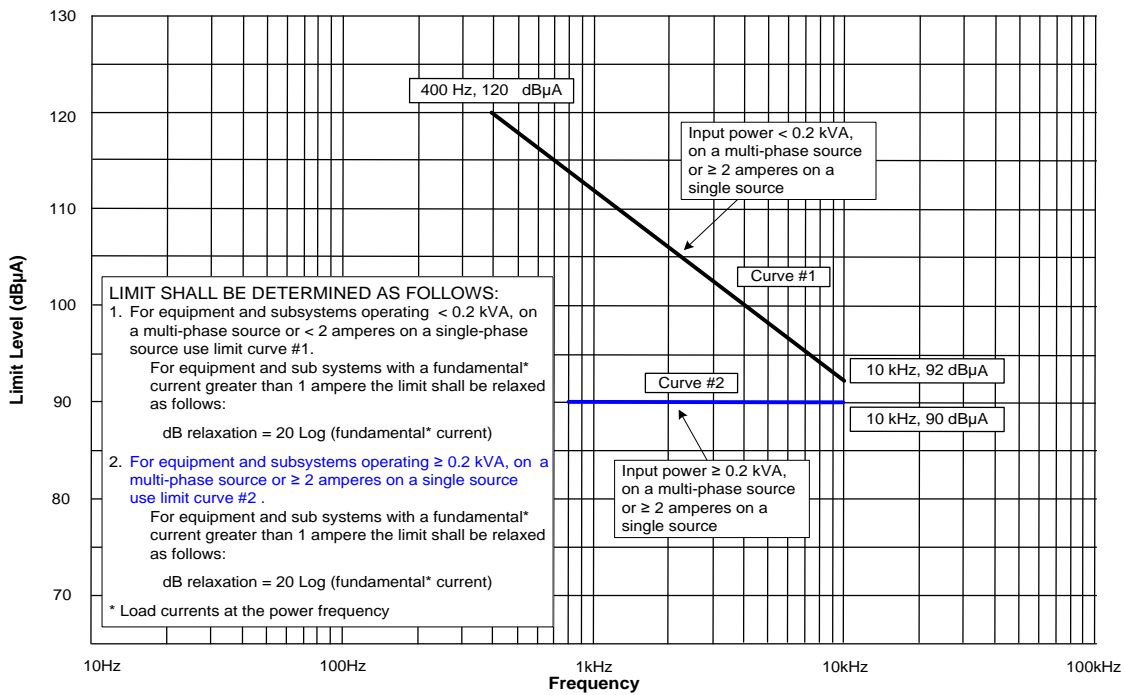 130
120
110
100
90
80
70
Limit Level (dBµA)
400 Hz, 120 dBµA
Input power < 0.2 kVA,
on a multi-phase source
or ≥ 2 amperes on a
single source
Curve #1
LIMIT SHALL BE DETERMINED AS FOLLOWS:
1. For equipment and subsystems operating < 0.2 kVA, on
a multi-phase source or < 2 amperes on a single-phase
source use limit curve #1.
For equipment and sub systems with a fundamental*
current greater than 1 ampere the limit shall be relaxed
as follows:
dB relaxation = 20 Log (fundamental* current)
2. For equipment and subsystems operating ≥ 0.2 kVA, on a
multi-phase source or ≥ 2 amperes on a single source
use limit curve #2 .
For equipment and sub systems with a fundamental*
current greater than 1 ampere the limit shall be relaxed
as follows:
dB relaxation = 20 Log (fundamental* current)
* Load currents at the power frequency
10 kHz, 92 dBµA
Curve #2
10 kHz, 90 dBµA
Input power ≥ 0.2 kVA,
on a multi-phase source
or ≥ 2 amperes on a
single source
10Hz
100Hz
1kHz
10kHz
100kHz
Frequency